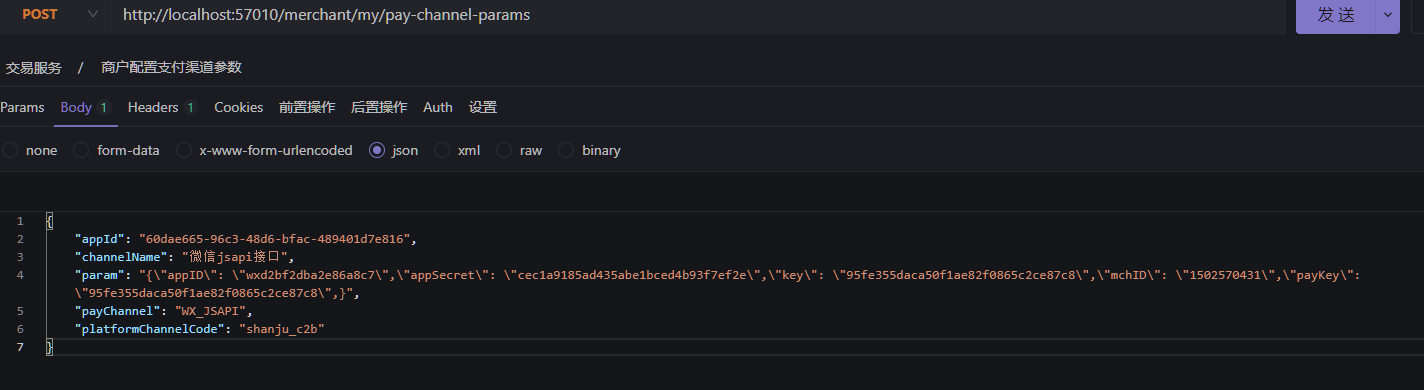 POST http://localhost:57010/merchant/my/pay-channel-params 发 送
交易服务 / 商户配置支付渠道参数
Params Body 1 Headers 1 Cookies 前置操作 后置操作 Auth 设置
none form-data x-www-form-urlencoded json xml raw binary
1 {
2 "appId": "60dae665-96c3-48d6-bfac-489401d7e816",
3 "channelName": "微信jsapi接口",
4 "param": "{\"appID\": \"wxd2bf2dba2e86a8c7\",\"appSecret\": \"cec1a9185ad435abe1bced4b93f7ef2e\",\"key\": \"95fe355daca50f1ae82f0865c2ce87c8\",\"mchID\": \"1502570431\",\"payKey\":
\"95fe355daca50f1ae82f0865c2ce87c8\",}",
5 "payChannel": "WX_JSAPI",
6 "platformChannelCode": "shanju_c2b"
7 }